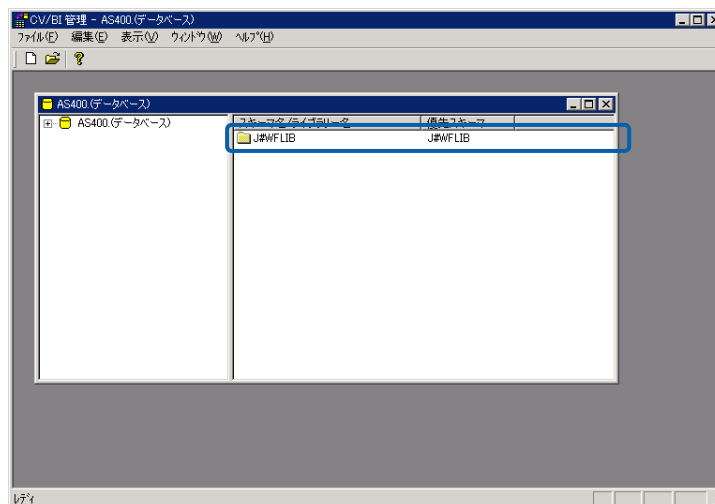 CV/BI 管理 - AS400.(データベース)
ファイル(F) 編集(E) 表示(V) ウィンドウ(W) ヘルプ(H)
AS400.(データベース)
AS400.(データベース)
スキーマ名/ライブラリー名 優先スキーマ
J#WFLIB J#WFLIB
レディ